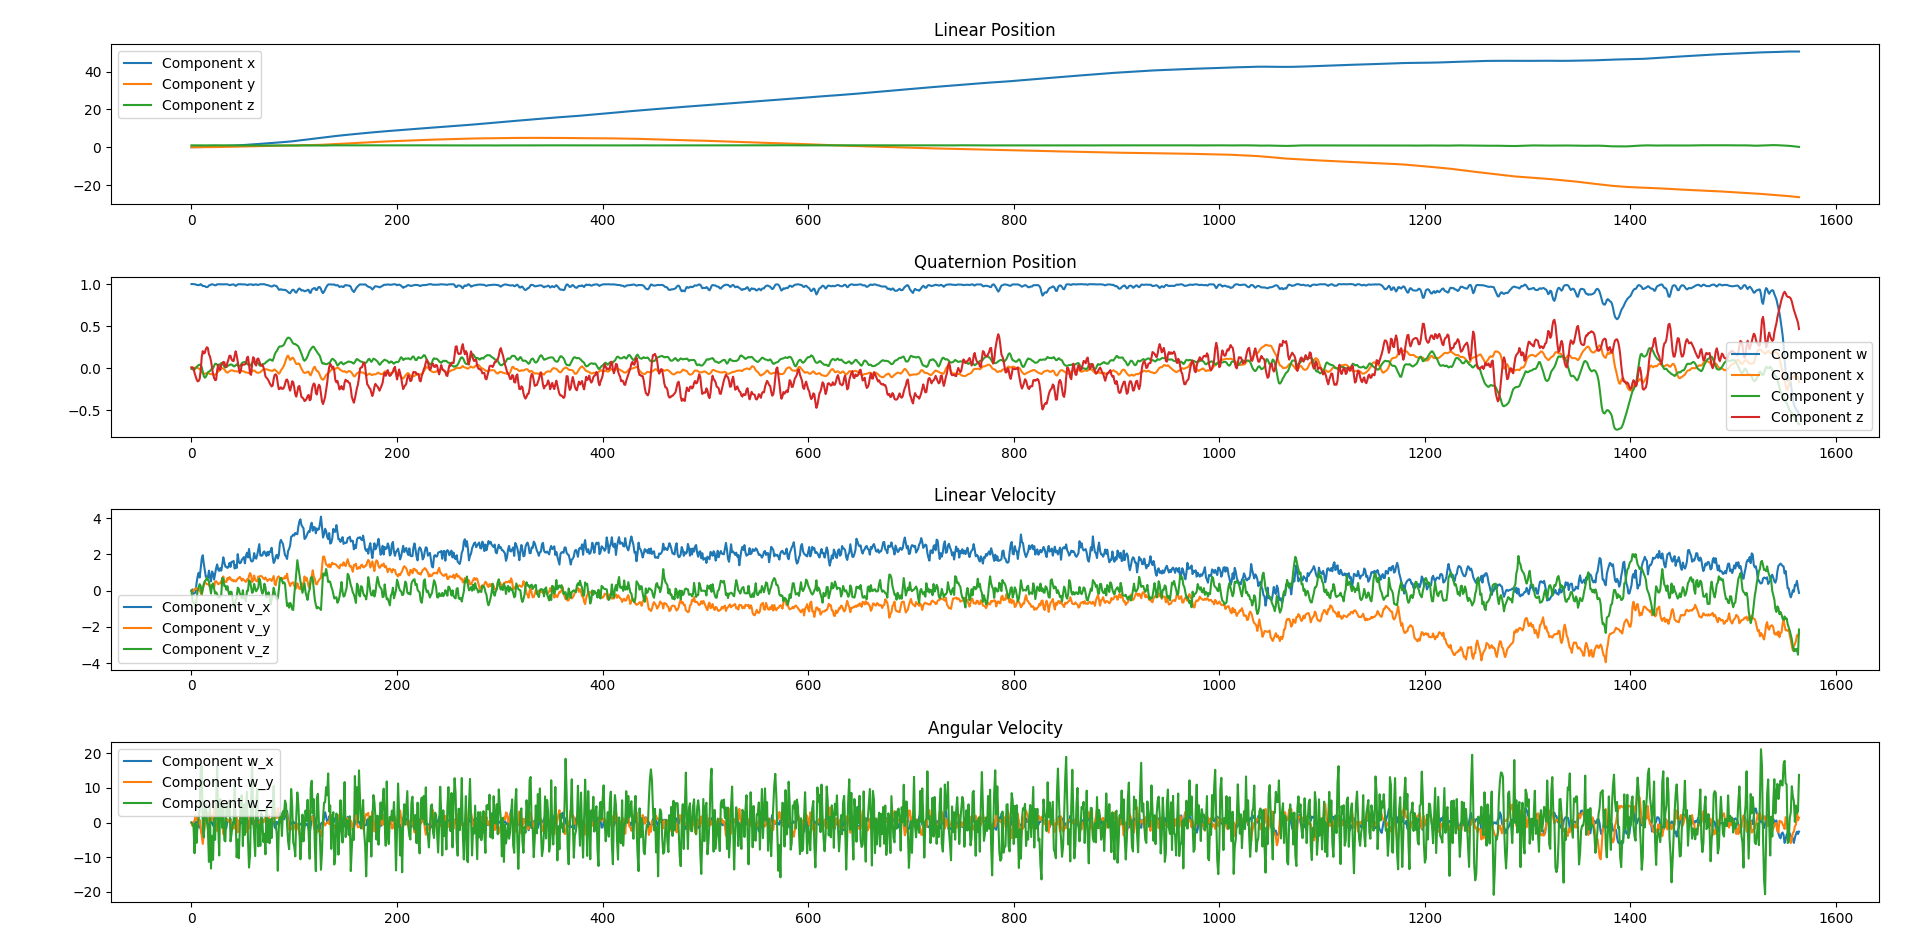 Linear Position
Component x
Component y
Component z
40
20
0
−20
0 200 400 600 800 1000 1200 1400 1600
Quaternion Position
1.0
0.5
0.0
−0.5
Component w
Component x
Component y
Component z
0 200 400 600 800 1000 1200 1400 1600
Linear Velocity
4
2
0
−2
−4
Component v_x
Component v_y
Component v_z
0 200 400 600 800 1000 1200 1400 1600
Angular Velocity
Component w_x
Component w_y
Component w_z
20
10
0
−10
−20
0 200 400 600 800 1000 1200 1400 1600